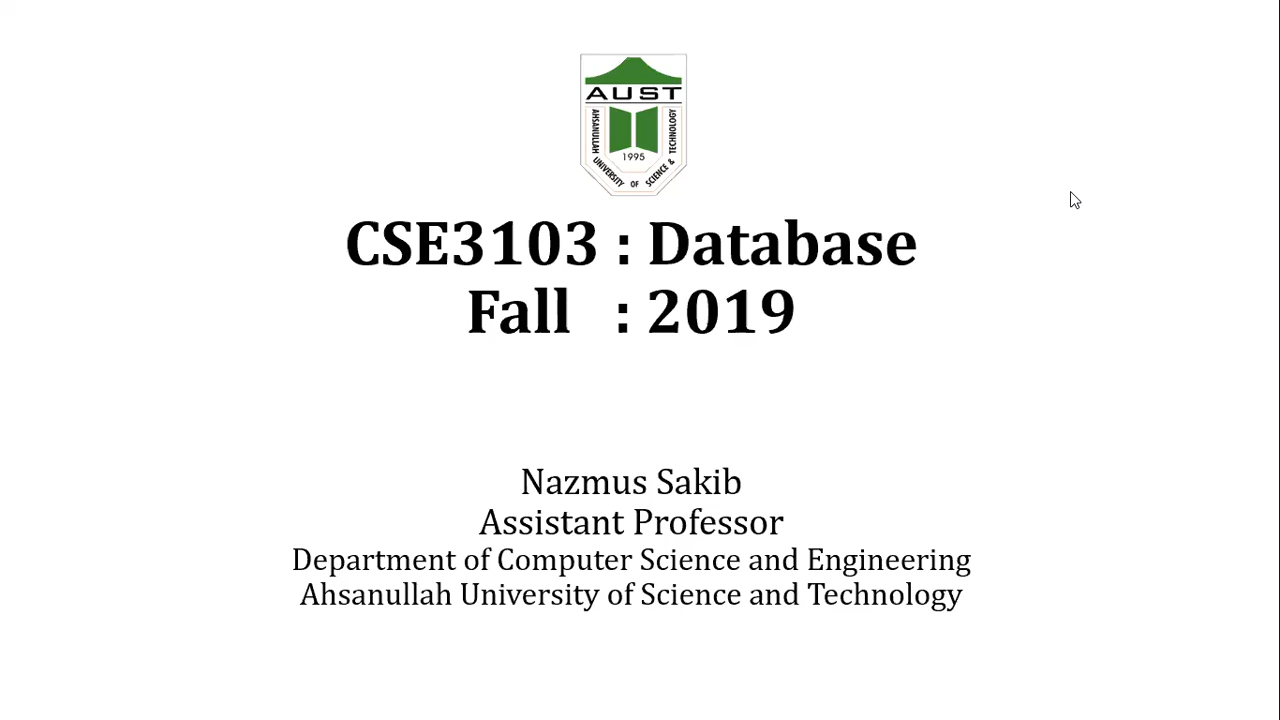 AUST
AHSANULLAH UNIVERSITY OF SCIENCE & TECHNOLOGY
1995
CSE3103 : Database
Fall : 2019
Nazmus Sakib
Assistant Professor
Department of Computer Science and Engineering
Ahsanullah University of Science and Technology